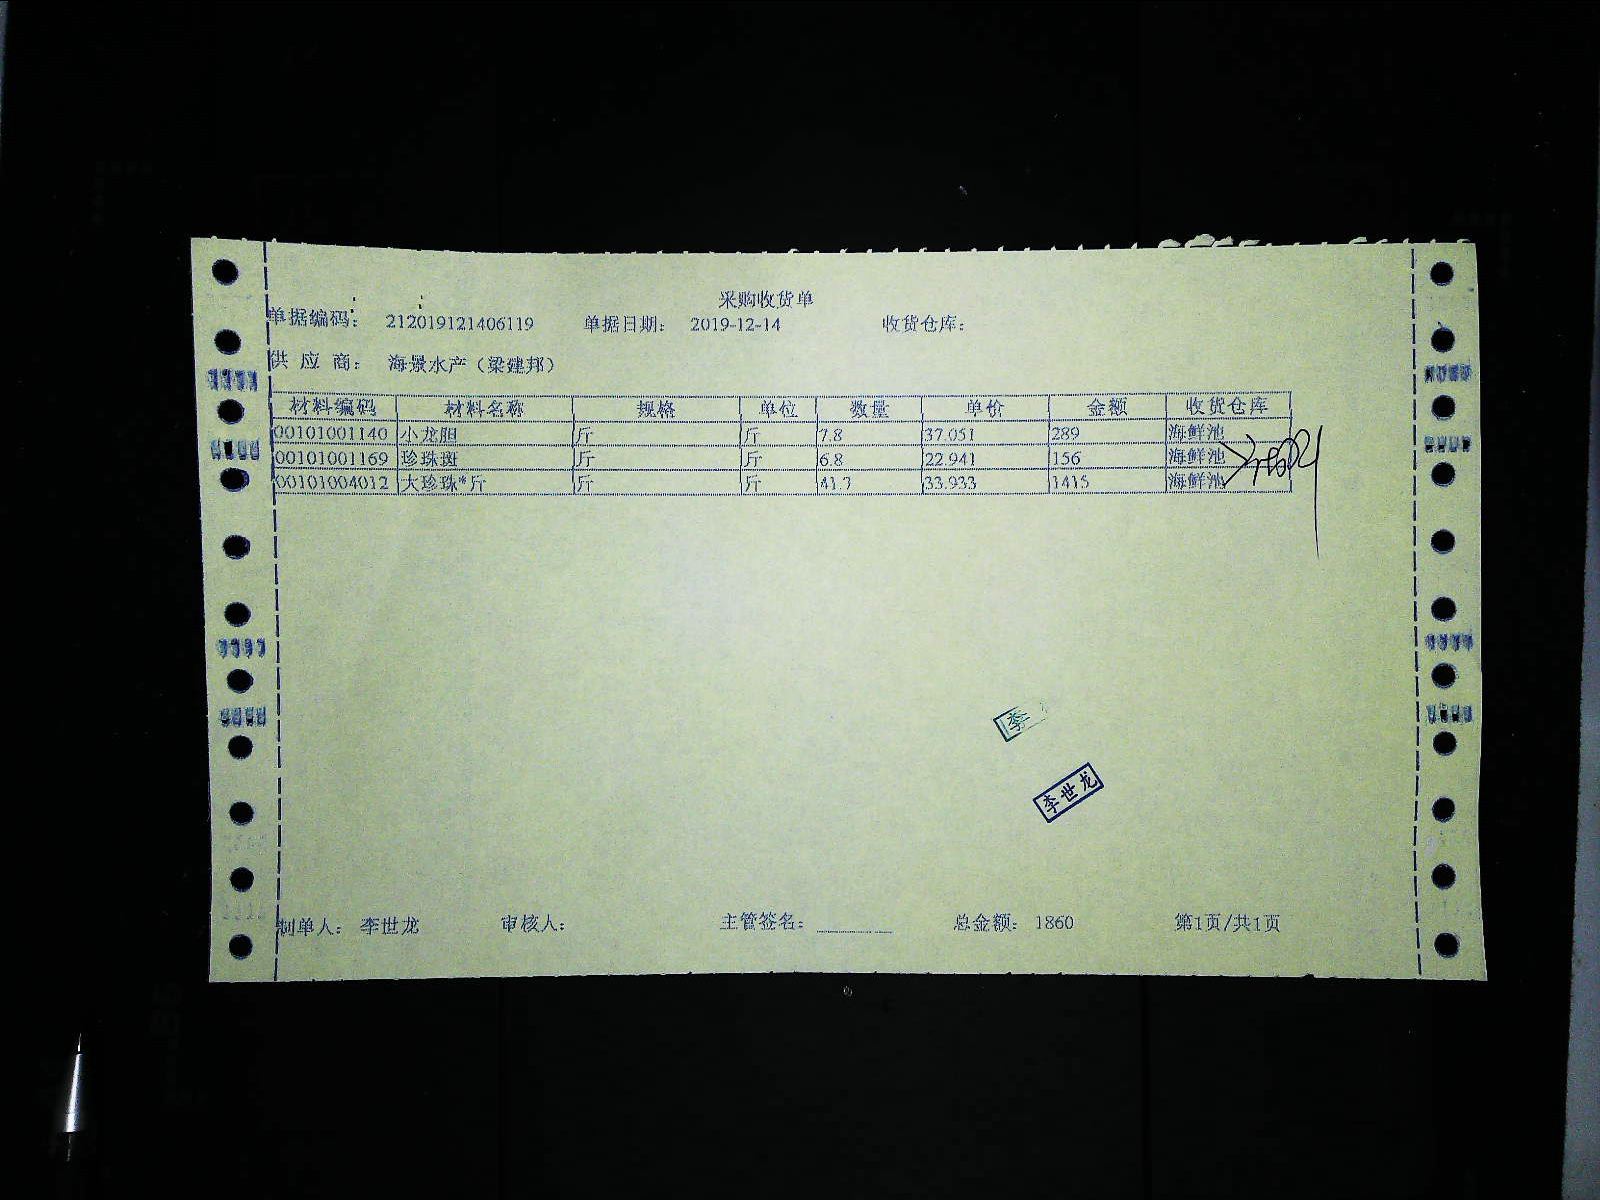 采购收货单
单据编码： 212019121406119 单据日期： 2019-12-14 收货仓库：
供 应 商： 海景水产（梁建邦）
材料编码 材料名称 规格 单位 数量 单价 金额 收货仓库
00101001140 小龙胆 斤 斤 7.8 37.051 289 海鲜池
00101001169 珍珠斑 斤 斤 6.8 22.941 156 海鲜池
00101004012 大珍珠*斤 斤 斤 41.7 33.933 1415 海鲜池
李
李世龙
制单人： 李世龙 审核人： 主管签名： 总金额： 1860 第1页/共1页